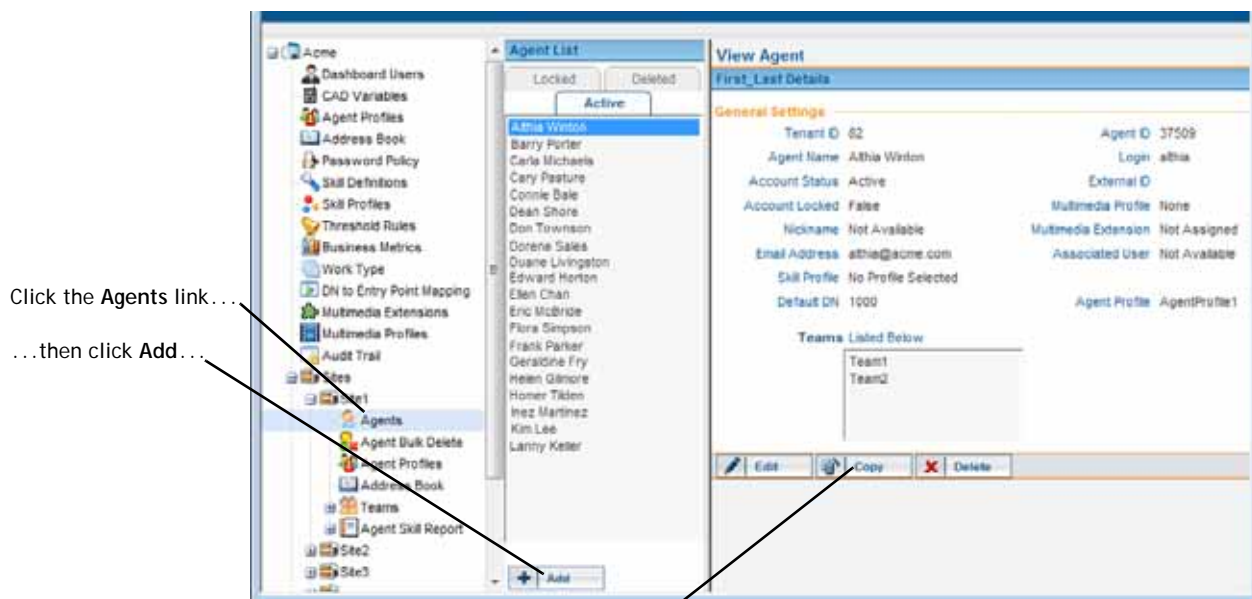 Click the Agents link...
...then click Add...
Acme
Dashboard Users
CAD Variables
Agent Profiles
Address Book
Password Policy
Skill Definitions
Skill Profiles
Threshold Rules
Business Metrics
Work Type
DN to Entry Point Mapping
Multimedia Extensions
Multimedia Profiles
Audit Trail
Sites
Site1
Agents
Agent Bulk Delete
Agent Profiles
Address Book
Teams
Agent Skill Report
Site2
Site3
Agent List
Locked Deleted
Active
Althia Winton
Barry Porter
Carla Michaels
Cary Pasture
Connie Bale
Dean Shore
Don Townson
Dorene Sales
Duane Livingston
Edward Horton
Ellen Chan
Eric McBride
Flora Simpson
Frank Parker
Geraldine Fry
Helen Gilmore
Homer Tilden
Inez Martinez
Kim Lee
Lanny Keller
Add
View Agent
First_Last Details
General Settings
Tenant ID 82 Agent ID 37509
Agent Name Althia Winton Login althia
Account Status Active External ID
Account Locked False Multimedia Profile None
Nickname Not Available Multimedia Extension Not Assigned
Email Address althia@acme.com Associated User Not Available
Skill Profile No Profile Selected
Default DN 1000 Agent Profile AgentProfile1
Teams Listed Below
Team1
Team2
Edit Copy Delete